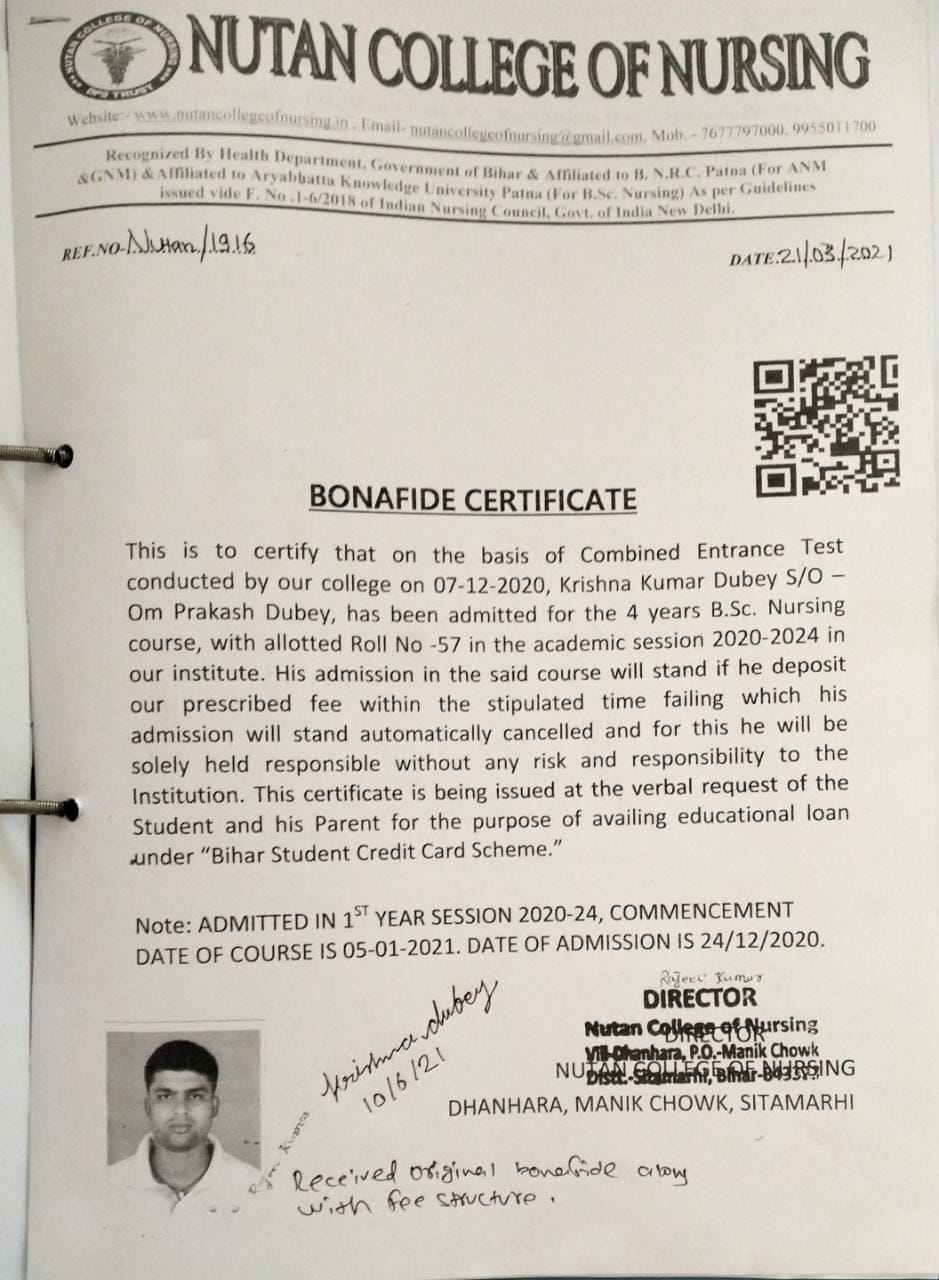 NUTAN COLLEGE OF NURSING
NUTAN COLLEGE OF NURSING
DPS TRUST
Website:- www.nutancollegeofnursing.in , Email- nutancollegeofnursing@gmail.com, Mob. - 7677797000, 9955011700
Recognized By Health Department, Government of Bihar & Affiliated to B. N.R.C. Patna (For ANM
&GNM) & Affiliated to Aryabhatta Knowledge University Patna (For B.Sc. Nursing) As per Guidelines
issued vide F. No .1-6/2018 of Indian Nursing Council, Govt. of India New Delhi.
REF.NO-Nutan/1916
DATE:21/03/2021
BONAFIDE CERTIFICATE
This is to certify that on the basis of Combined Entrance Test
conducted by our college on 07-12-2020, Krishna Kumar Dubey S/O –
Om Prakash Dubey, has been admitted for the 4 years B.Sc. Nursing
course, with allotted Roll No -57 in the academic session 2020-2024 in
our institute. His admission in the said course will stand if he deposit
our prescribed fee within the stipulated time failing which his
admission will stand automatically cancelled and for this he will be
solely held responsible without any risk and responsibility to the
Institution. This certificate is being issued at the verbal request of the
Student and his Parent for the purpose of availing educational loan
under “Bihar Student Credit Card Scheme.”
Note: ADMITTED IN 1ST YEAR SESSION 2020-24, COMMENCEMENT
DATE OF COURSE IS 05-01-2021. DATE OF ADMISSION IS 24/12/2020.
Krishna dubey
10/6/21
Kumar
DIRECTOR
Nutan College of Nursing
DIRECTOR
Vill-Dhanhara, P.O.-Manik Chowk
NUTAN COLLEGE OF NURSING
Distt.-Sitamarhi, Bihar-
DHANHARA, MANIK CHOWK, SITAMARHI
Received original bonafide along
with fee structure.